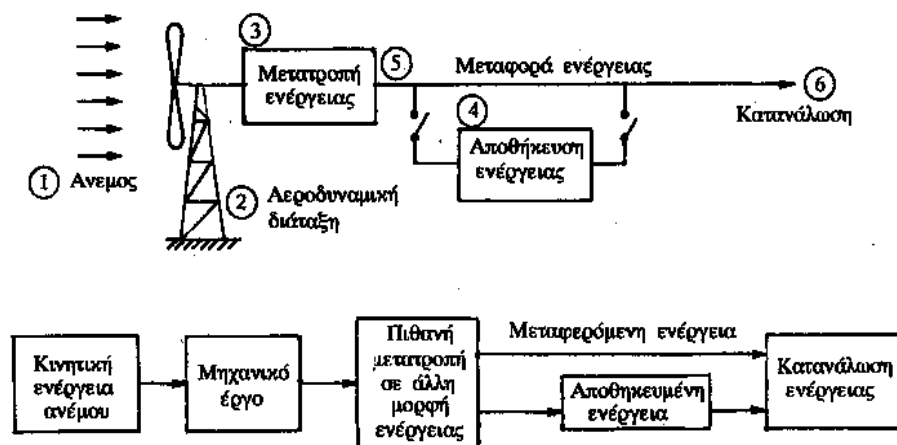 3
Μετατροπή
ενέργειας
5
Μεταφορά ενέργειας
6
Κατανάλωση
4
Αποθήκευση
ενέργειας
1 Ανεμος
2 Αεροδυναμική
διάταξη
Κινητική
ενέργεια
ανέμου
Μηχανικό
έργο
Πιθανή
μετατροπή
σε άλλη
μορφή
ενέργειας
Μεταφερόμενη ενέργεια
Αποθηκευμένη
ενέργεια
Κατανάλωση
ενέργειας